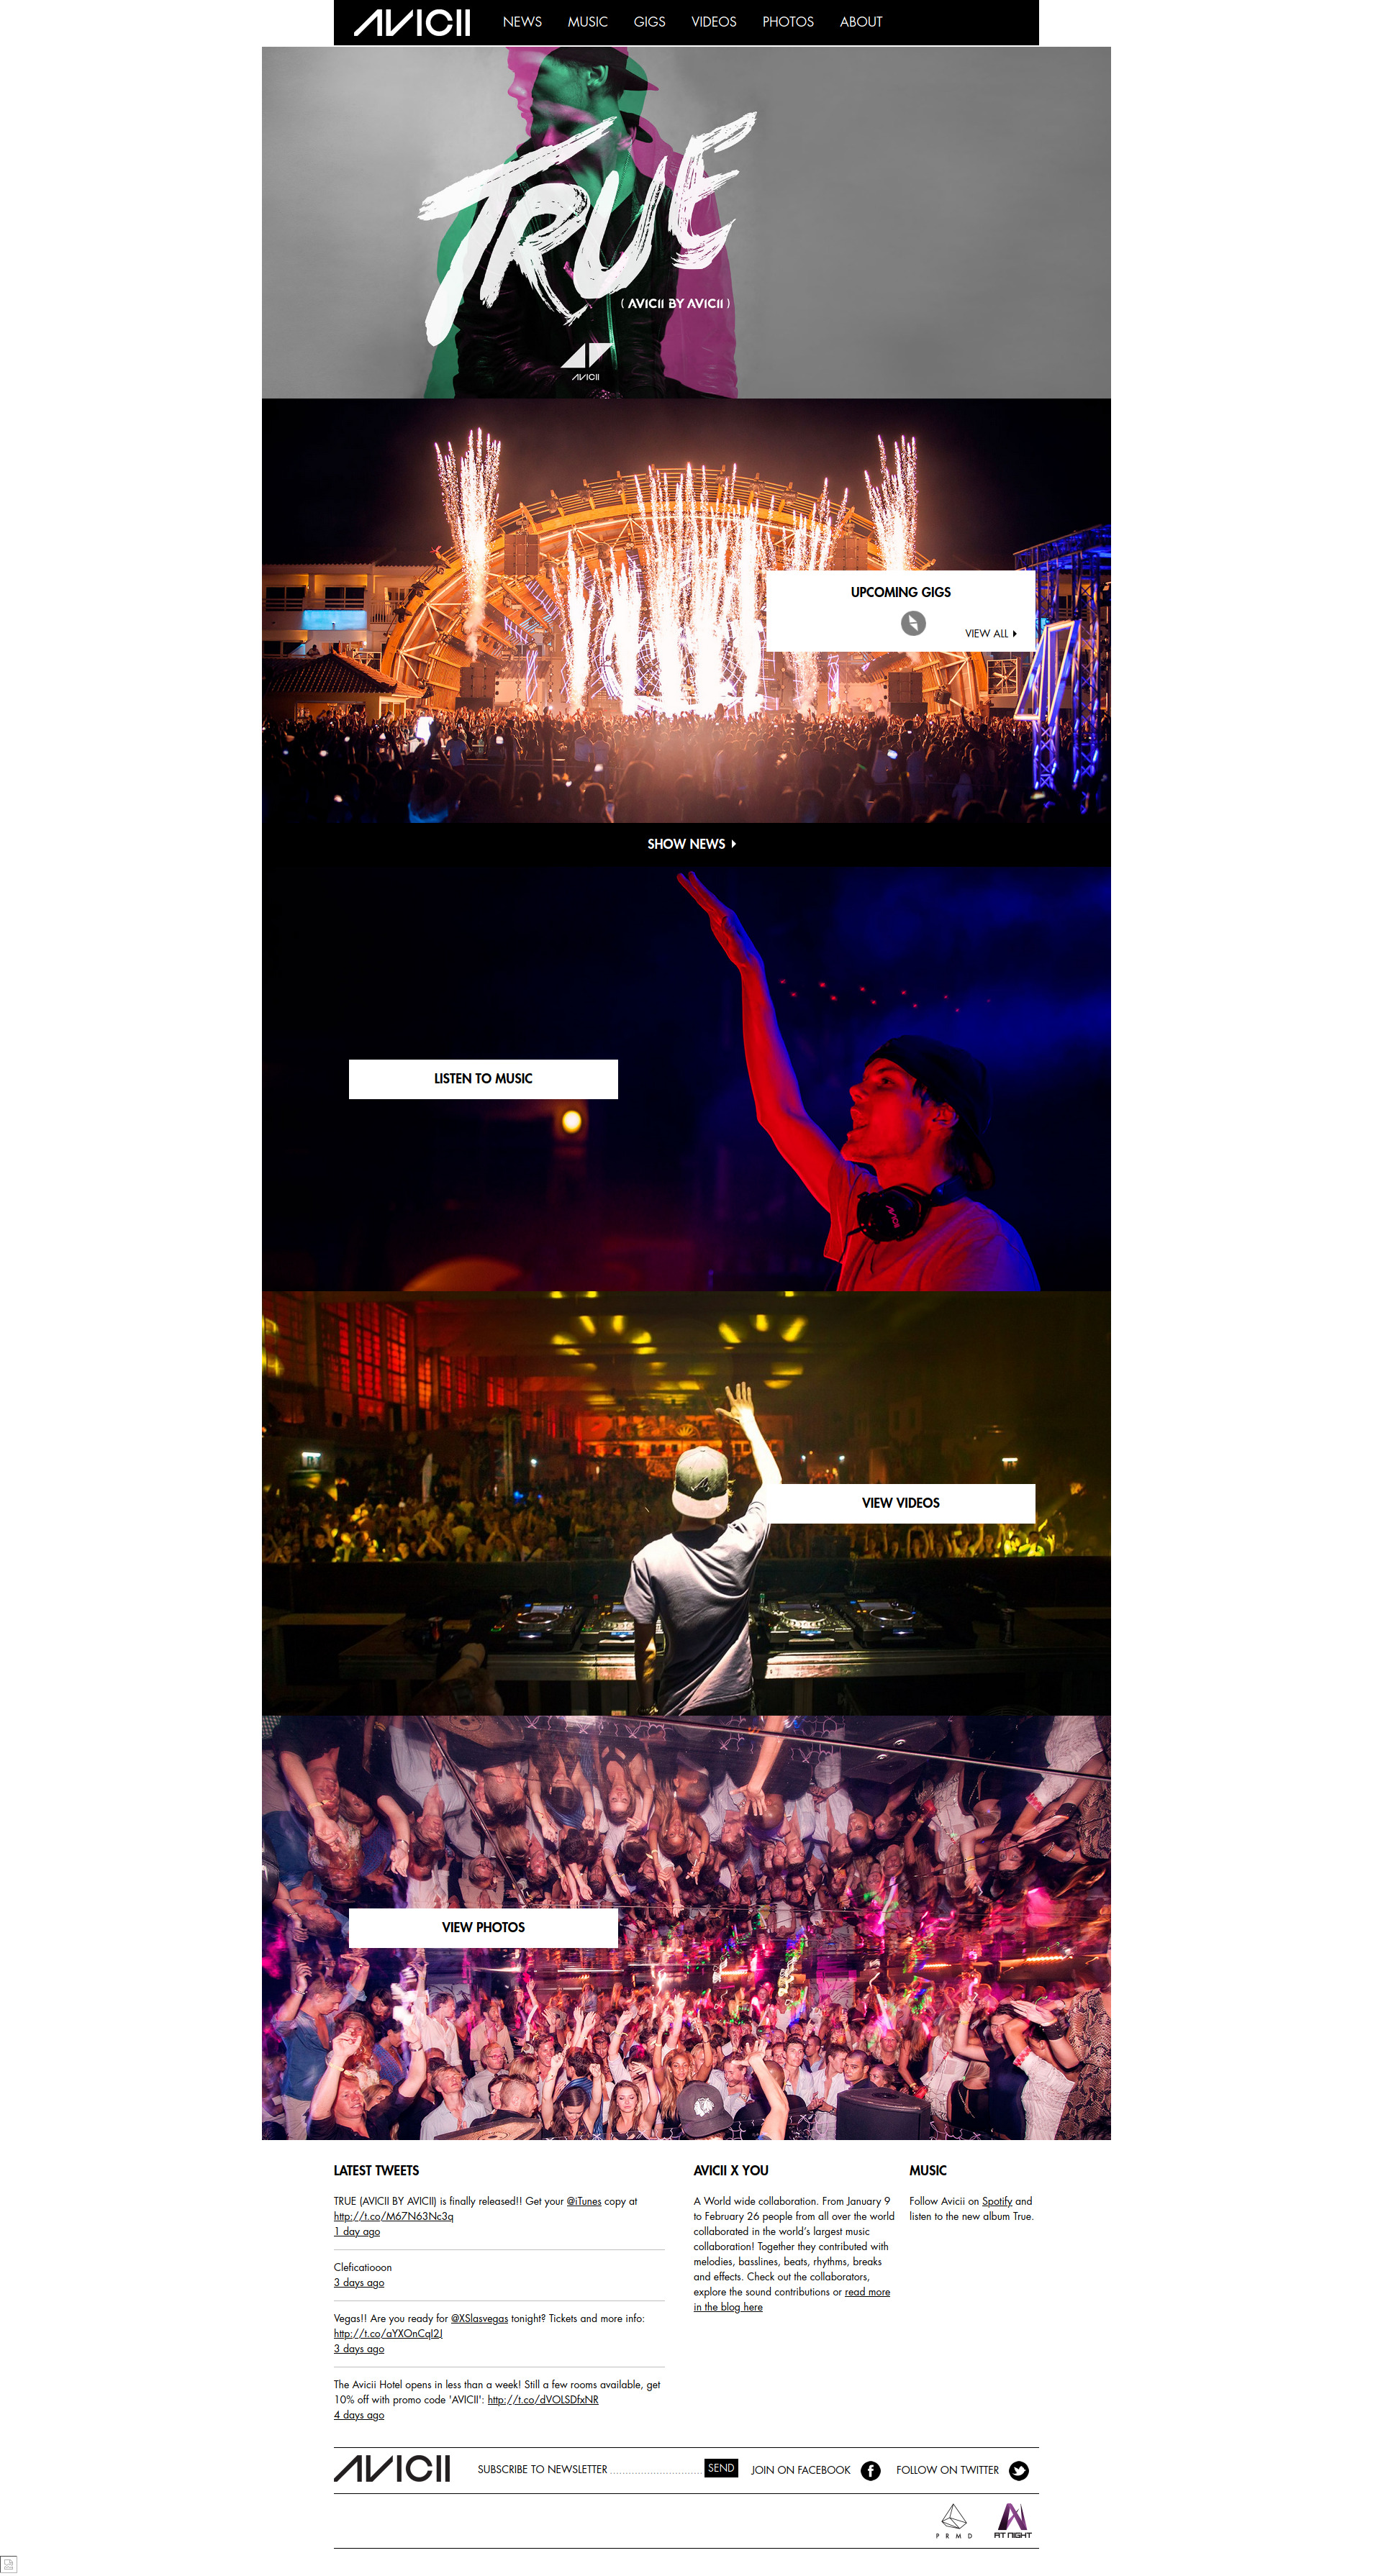 AVICII
NEWS MUSIC GIGS VIDEOS PHOTOS ABOUT
TRUE
( AVICII BY AVICII )
AVICII
UPCOMING GIGS
VIEW ALL
SHOW NEWS
LISTEN TO MUSIC
AVICII
VIEW VIDEOS
VIEW PHOTOS
LATEST TWEETS
TRUE (AVICII BY AVICII) is finally released!! Get your @iTunes copy at
http://t.co/M67N63Nc3q
1 day ago
Cleficatiooon
3 days ago
Vegas!! Are you ready for @XSlasvegas tonight? Tickets and more info:
http://t.co/aYXOnCql2J
3 days ago
The Avicii Hotel opens in less than a week! Still a few rooms available, get
10% off with promo code 'AVICII': http://t.co/dVOLSDfxNR
4 days ago
AVICII X YOU
A World wide collaboration. From January 9
to February 26 people from all over the world
collaborated in the world's largest music
collaboration! Together they contributed with
melodies, basslines, beats, rhythms, breaks
and effects. Check out the collaborators,
explore the sound contributions or read more
in the blog here
MUSIC
Follow Avicii on Spotify and
listen to the new album True.
AVICII
SUBSCRIBE TO NEWSLETTER SEND JOIN ON FACEBOOK FOLLOW ON TWITTER
PRMD
AT NIGHT